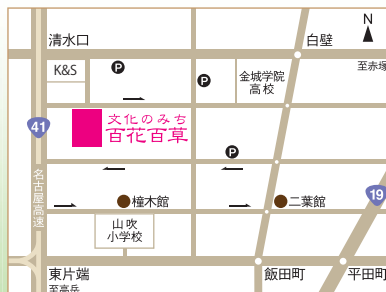 清水口
白壁
N
K&S
P
P
金城学院
高校
至赤塚
文化のみち
百花百草
41
P
名古屋高速
橦木館
二葉館
19
山吹
小学校
東片端
飯田町
平田町
至高岳